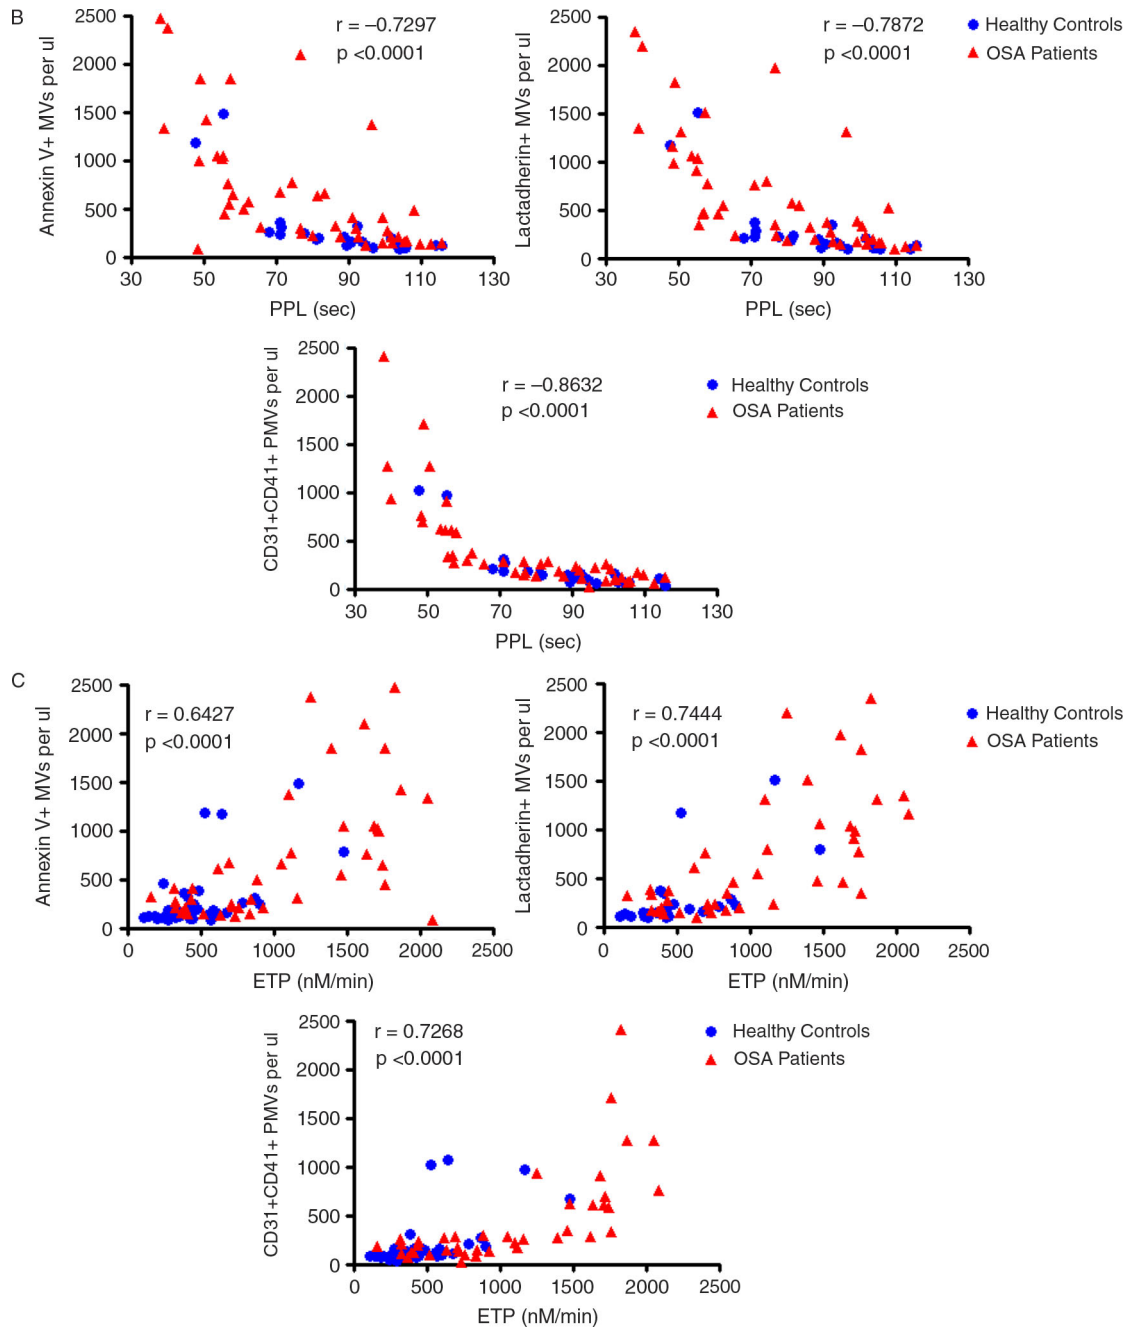 B
Annexin V+ MVs per ul
2500
2000
1500
1000
500
0
30 50 70 90 110 130
PPL (sec)
r = –0.7297
p <0.0001
Lactadherin+ MVs per ul
2500
2000
1500
1000
500
0
30 50 70 90 110 130
PPL (sec)
r = –0.7872
p <0.0001
Healthy Controls
OSA Patients
CD31+CD41+ PMVs per ul
2500
2000
1500
1000
500
0
30 50 70 90 110 130
PPL (sec)
r = –0.8632
p <0.0001
Healthy Controls
OSA Patients
C
Annexin V+ MVs per ul
2500
2000
1500
1000
500
0
0 500 1000 1500 2000 2500
ETP (nM/min)
r = 0.6427
p <0.0001
Lactadherin+ MVs per ul
2500
2000
1500
1000
500
0
0 500 1000 1500 2000 2500
ETP (nM/min)
r = 0.7444
p <0.0001
Healthy Controls
OSA Patients
CD31+CD41+ PMVs per ul
2500
2000
1500
1000
500
0
0 500 1000 1500 2000 2500
ETP (nM/min)
r = 0.7268
p <0.0001
Healthy Controls
OSA Patients